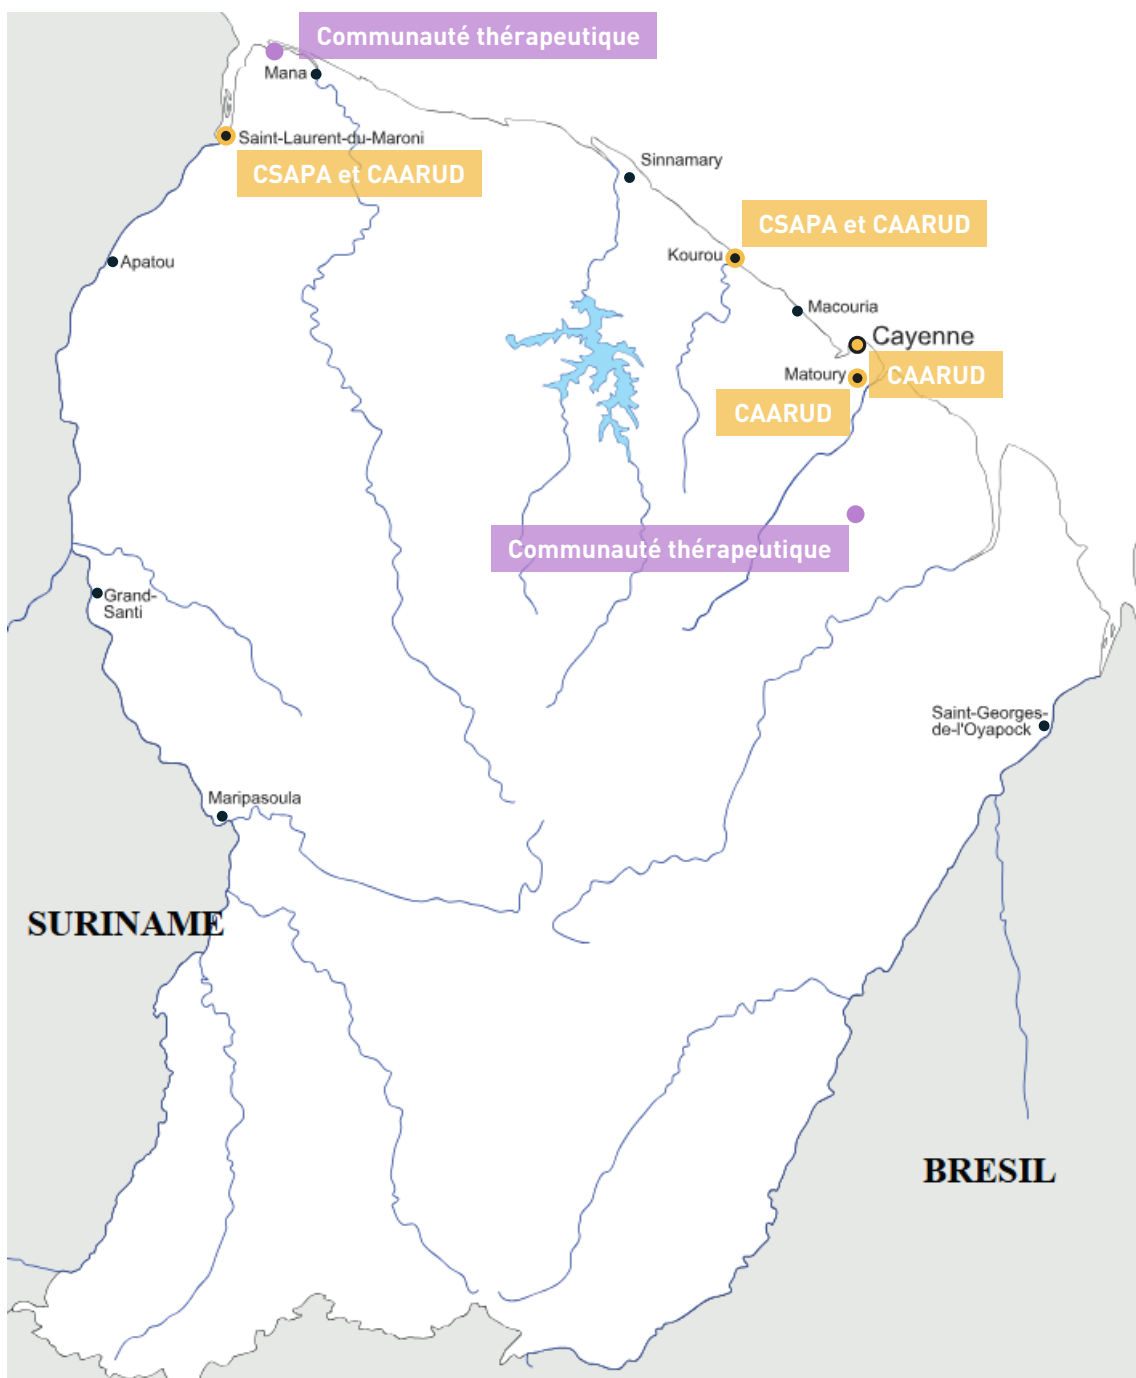 Communauté thérapeutique
Mana
Saint-Laurent-du-Maroni
CSAPA et CAARUD
Sinnamary
CSAPA et CAARUD
Kourou
Apatou
Macouria
Cayenne
Matoury
CAARUD
CAARUD
Communauté thérapeutique
Grand-
Santi
Saint-Georges-
de-l'Oyapock
Maripasoula
SURINAME
BRESIL